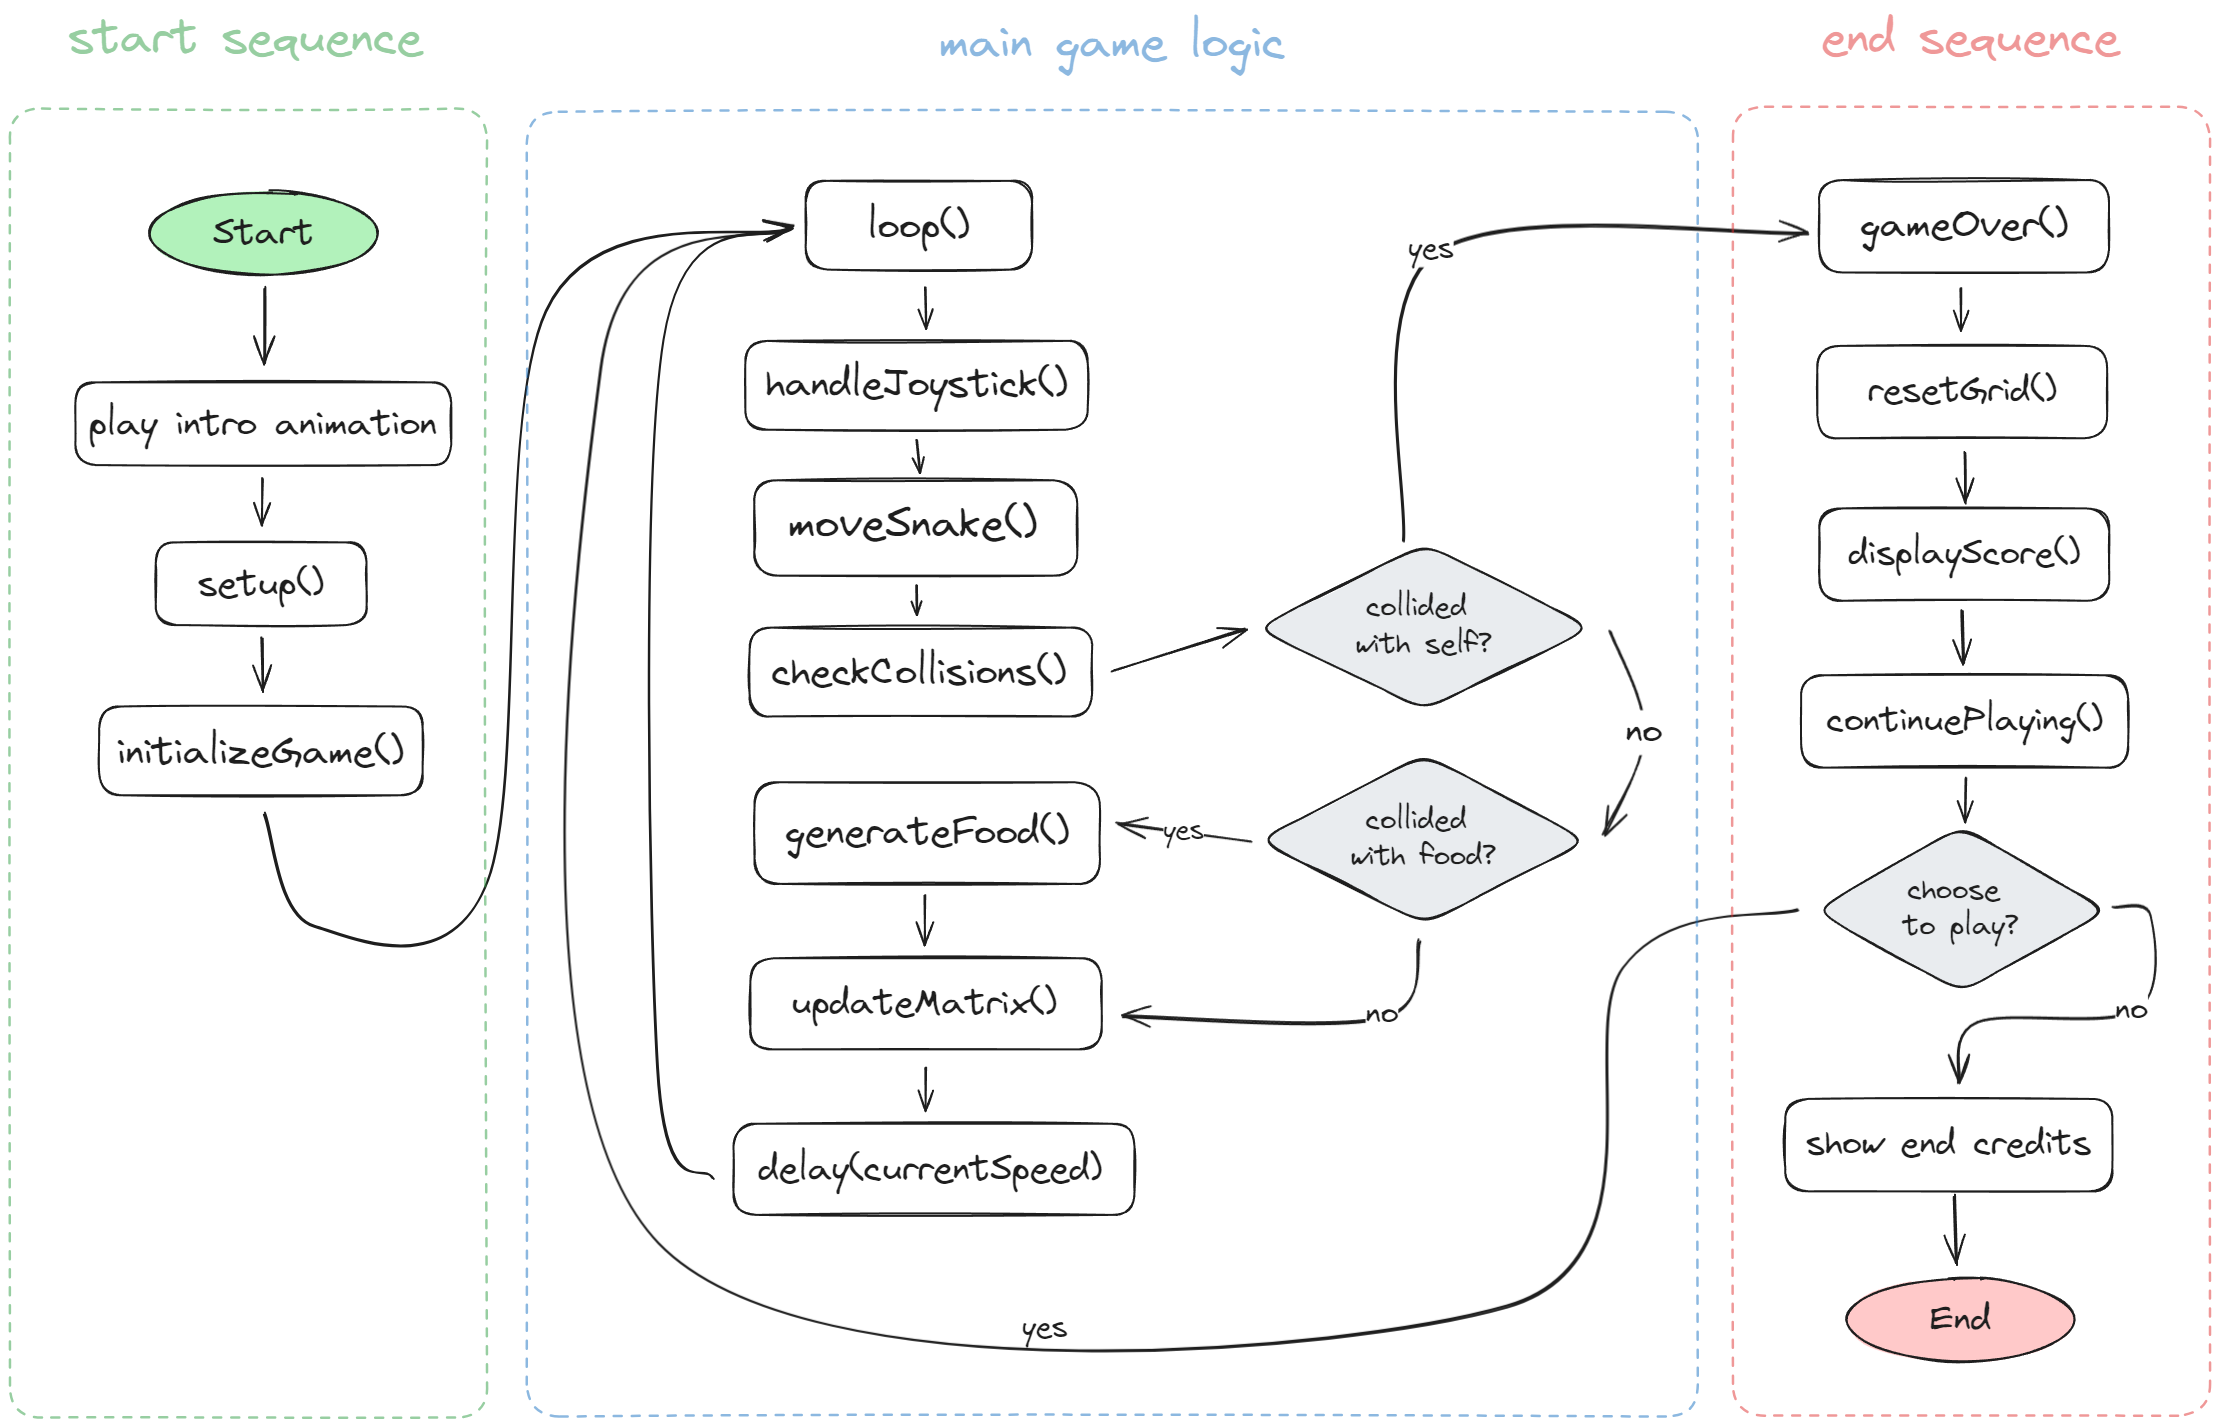 start sequence
main game logic
end sequence
Start
play intro animation
setup()
initializeGame()
loop()
handleJoystick()
moveSnake()
checkCollisions()
collided
with self?
yes
no
collided
with food?
yes
no
generateFood()
updateMatrix()
delay(currentSpeed)
gameOver()
resetGrid()
displayScore()
continuePlaying()
choose
to play?
yes
no
show end credits
End